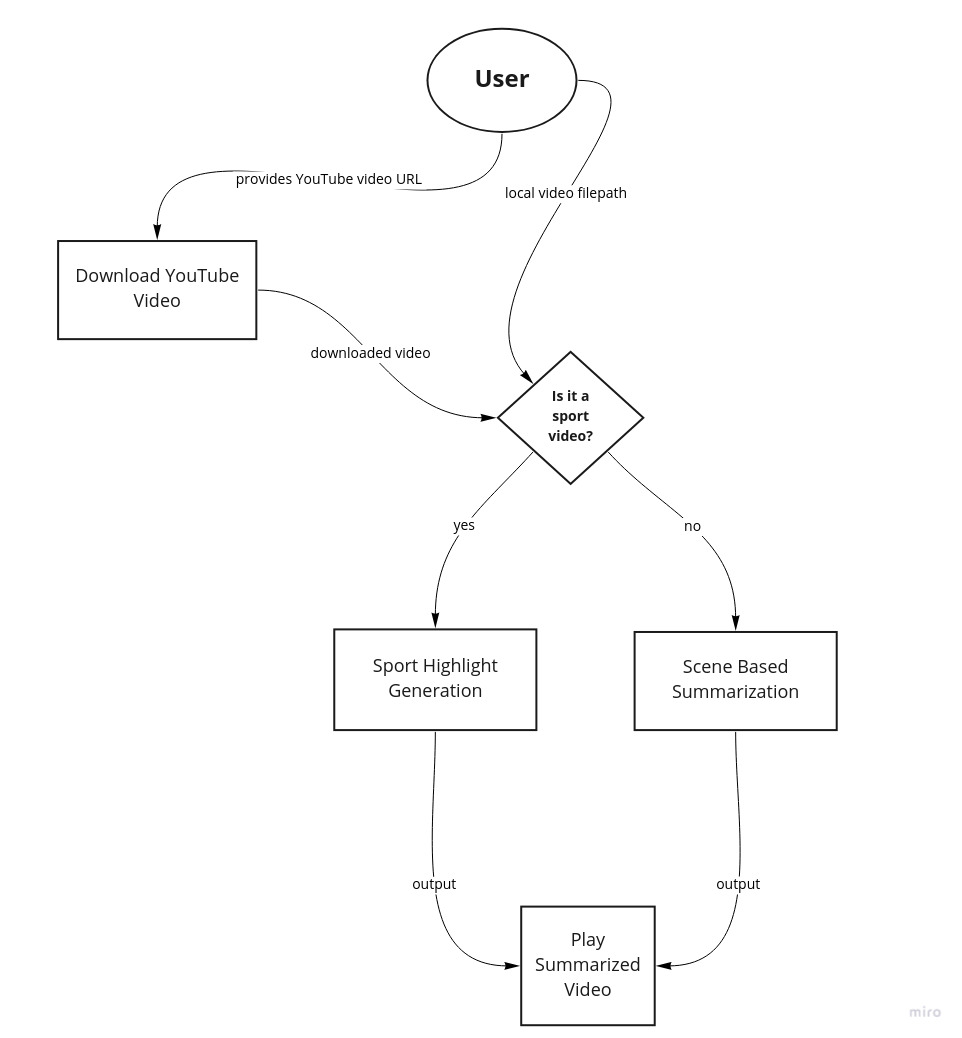 User
provides YouTube video URL
local video filepath
Download YouTube
Video
downloaded video
Is it a
sport
video?
yes
no
Sport Highlight
Generation
Scene Based
Summarization
output
output
Play
Summarized
Video
miro